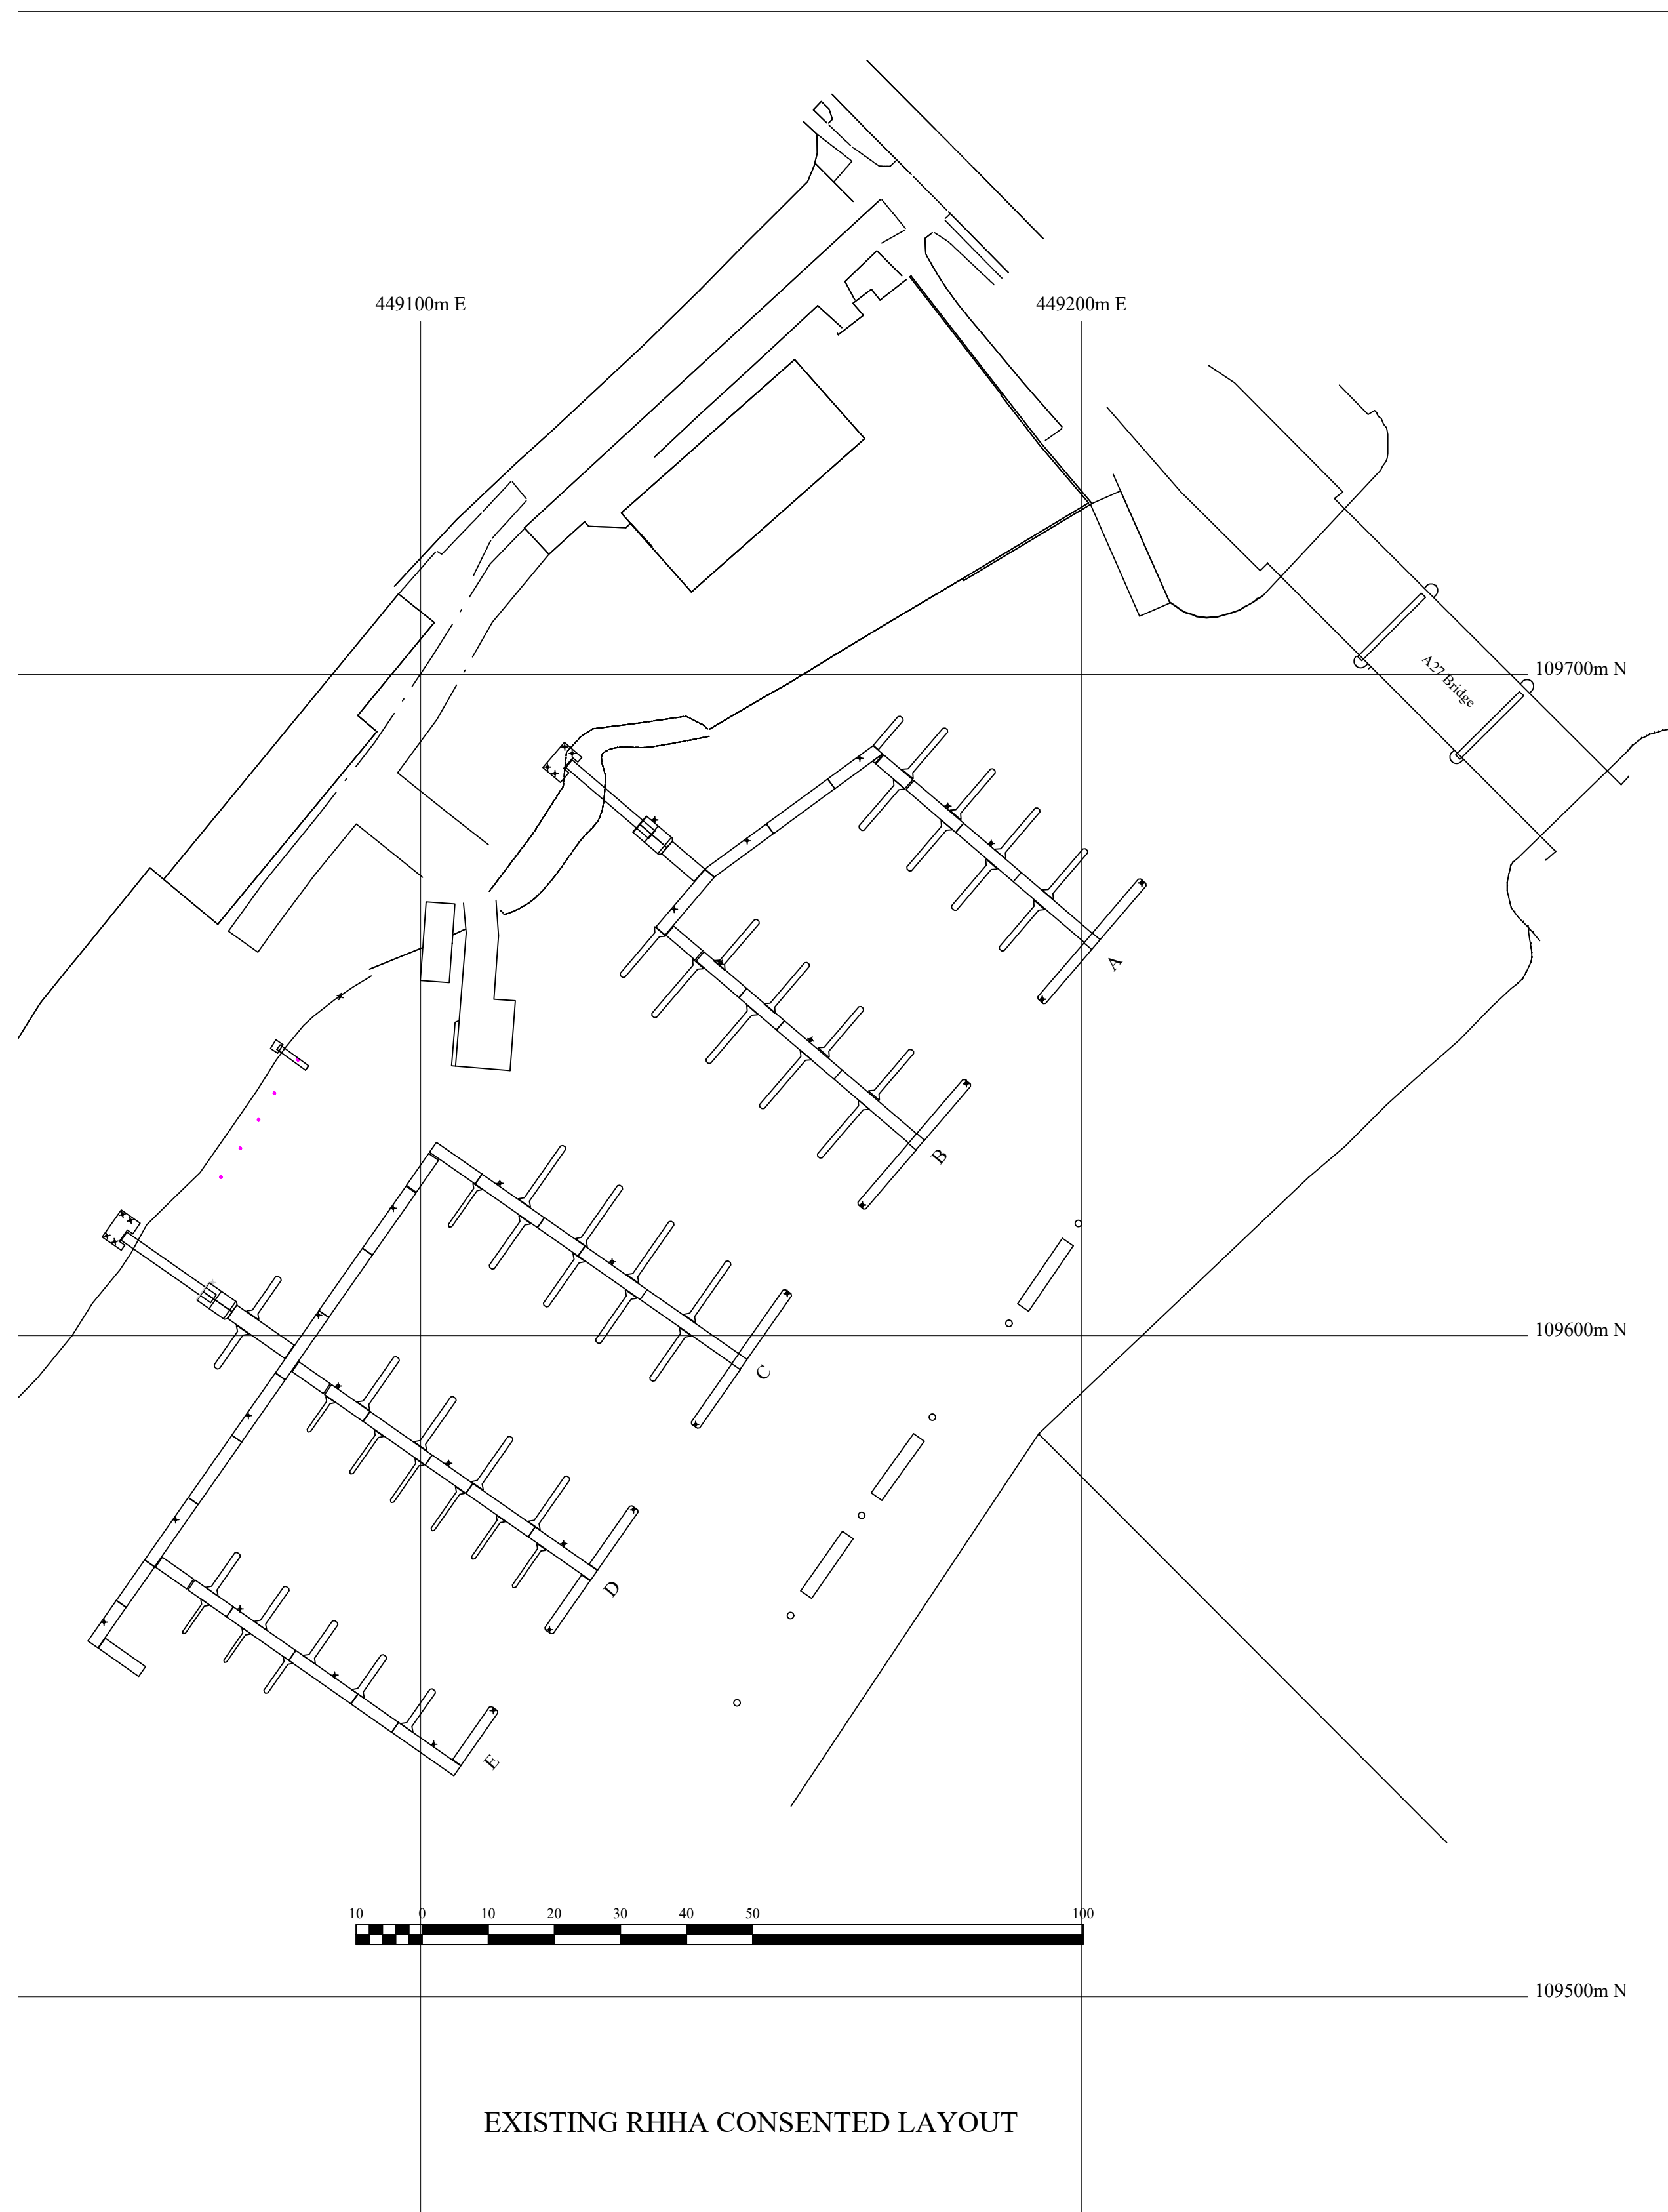 449100m E
449200m E
109700m N
A27 Bridge
A
B
109600m N
C
D
E
10 0 10 20 30 40 50 100
109500m N
EXISTING RHHA CONSENTED LAYOUT